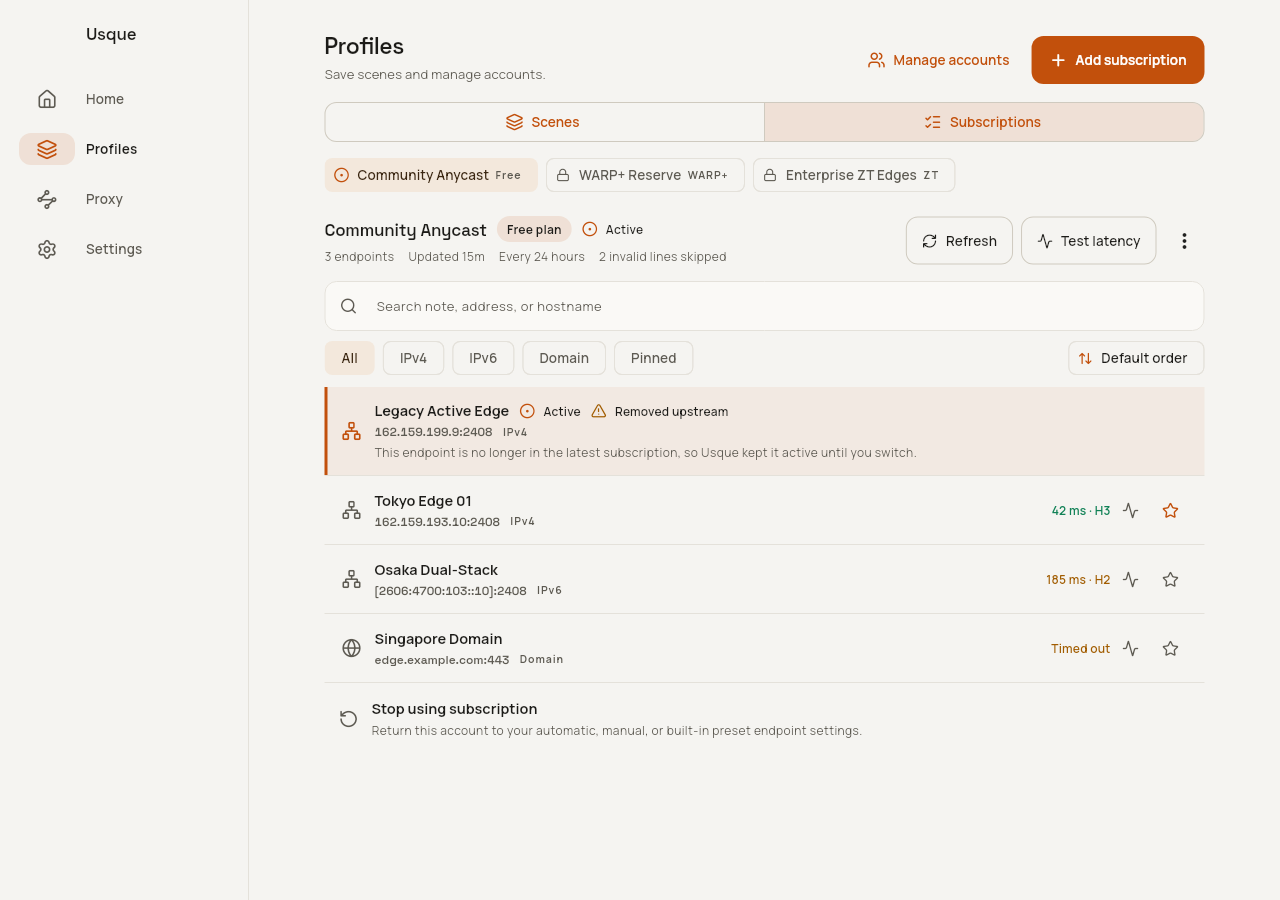 Usque
Home
Profiles
Proxy
Settings
Profiles
Save scenes and manage accounts.
Manage accounts
Add subscription
Scenes
Subscriptions
Community Anycast Free
WARP+ Reserve WARP+
Enterprise ZT Edges ZT
Community Anycast Free plan Active
3 endpoints Updated 15m Every 24 hours 2 invalid lines skipped
Refresh
Test latency
Search note, address, or hostname
All
IPv4
IPv6
Domain
Pinned
Default order
Legacy Active Edge Active Removed upstream
162.159.199.9:2408 IPv4
This endpoint is no longer in the latest subscription, so Usque kept it active until you switch.
Tokyo Edge 01
162.159.193.10:2408 IPv4
42 ms · H3
Osaka Dual-Stack
[2606:4700:103::10]:2408 IPv6
185 ms · H2
Singapore Domain
edge.example.com:443 Domain
Timed out
Stop using subscription
Return this account to your automatic, manual, or built-in preset endpoint settings.